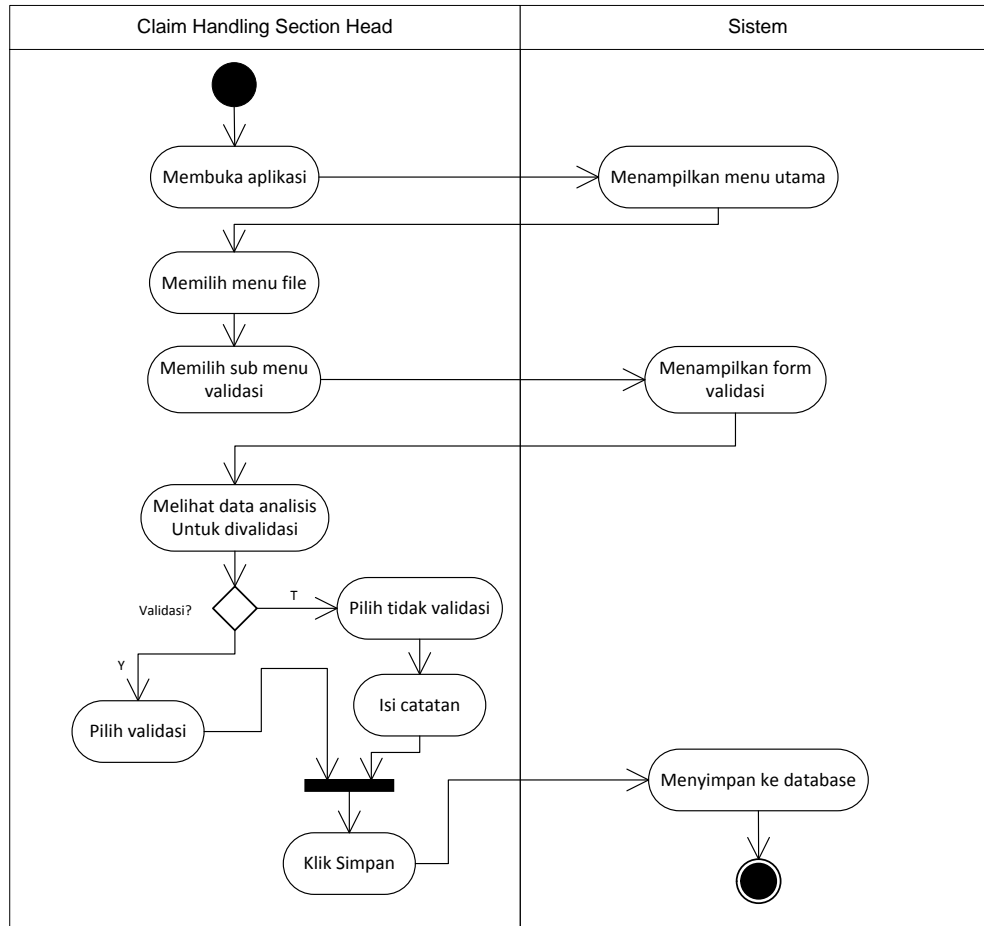 Claim Handling Section Head
Sistem
Membuka aplikasi
Menampilkan menu utama
Memilih menu file
Memilih sub menu
validasi
Menampilkan form
validasi
Melihat data analisis
Untuk divalidasi
Validasi?
T
Pilih tidak validasi
Y
Pilih validasi
Isi catatan
Menyimpan ke database
Klik Simpan